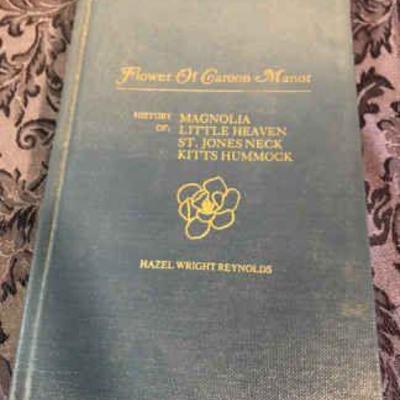 Flower Of Caroon Manor
HISTORY OF: MAGNOLIA
LITTLE HEAVEN
ST. JONES NECK
KITTS HUMMOCK
HAZEL WRIGHT REYNOLDS